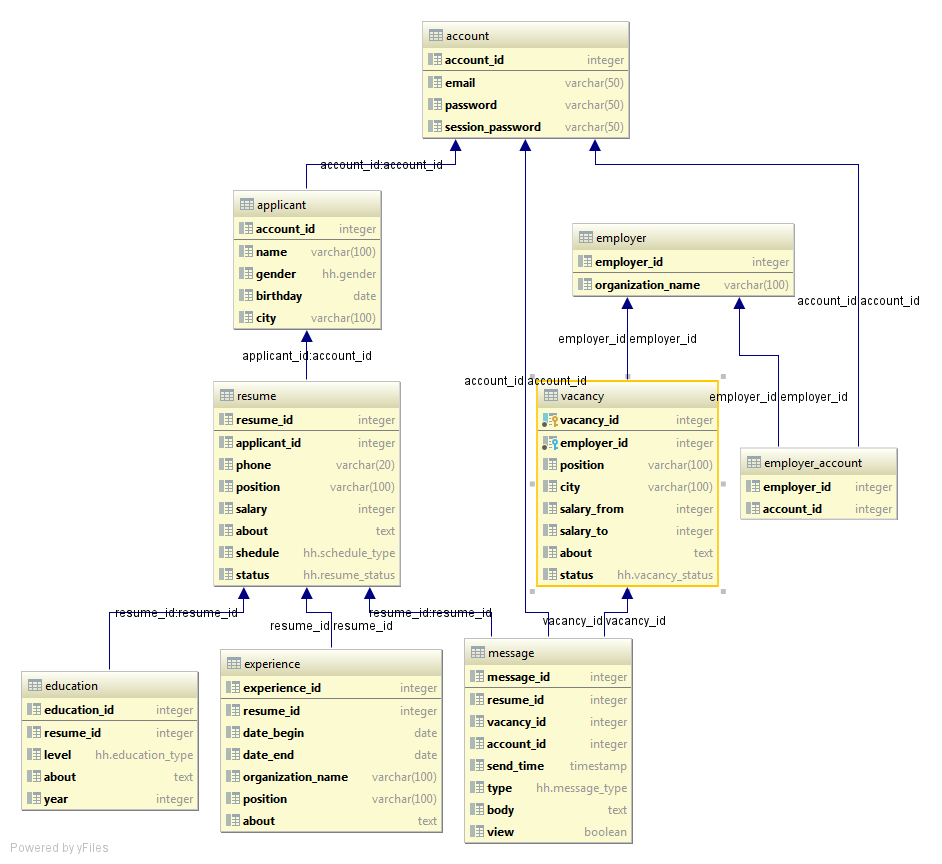 account
account_id integer
email varchar(50)
password varchar(50)
session_password varchar(50)
account_id:account_id
applicant
account_id integer
name varchar(100)
gender hh.gender
birthday date
city varchar(100)
employer
employer_id integer
organization_name varchar(100)
account_id:account_id
employer_id:employer_id
applicant_id:account_id
account_id:account_id
employer_id:employer_id
resume
resume_id integer
applicant_id integer
phone varchar(20)
position varchar(100)
salary integer
about text
shedule hh.schedule_type
status hh.resume_status
vacancy
vacancy_id integer
employer_id integer
position varchar(100)
city varchar(100)
salary_from integer
salary_to integer
about text
status hh.vacancy_status
employer_account
employer_id integer
account_id integer
resume_id:resume_id
resume_id:resume_id
resume_id:resume_id
vacancy_id:vacancy_id
education
education_id integer
resume_id integer
level hh.education_type
about text
year integer
experience
experience_id integer
resume_id integer
date_begin date
date_end date
organization_name varchar(100)
position varchar(100)
about text
message
message_id integer
resume_id integer
vacancy_id integer
account_id integer
send_time timestamp
type hh.message_type
body text
view boolean
Powered by yFiles